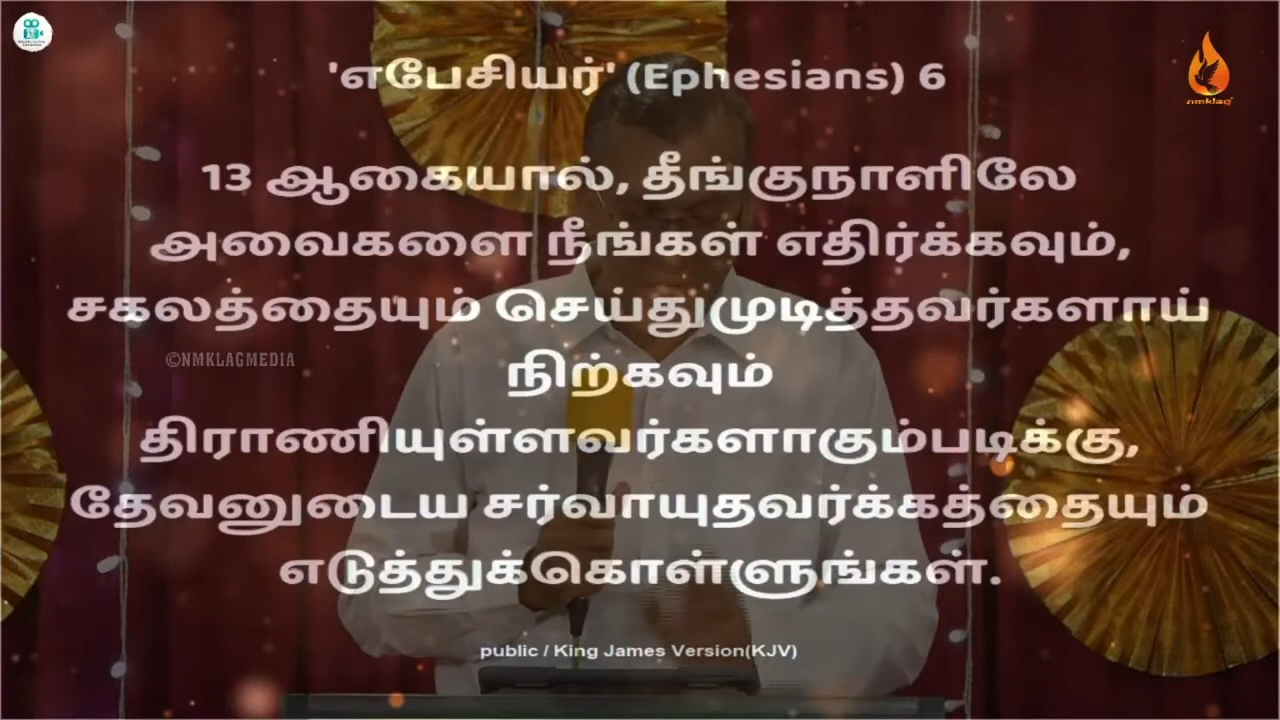 'எபேசியர்' (Ephesians) 6
13 ஆகையால், தீங்குநாளிலே
அவைகளை நீங்கள் எதிர்க்கவும்,
சகலத்தையும் செய்துமுடித்தவர்களாய்
©NMKLAGMEDIA
நிற்கவும்
திராணியுள்ளவர்களாகும்படிக்கு,
தேவனுடைய சர்வாயுதவர்க்கத்தையும்
எடுத்துக்கொள்ளுங்கள்.
public / King James Version(KJV)
nmklag